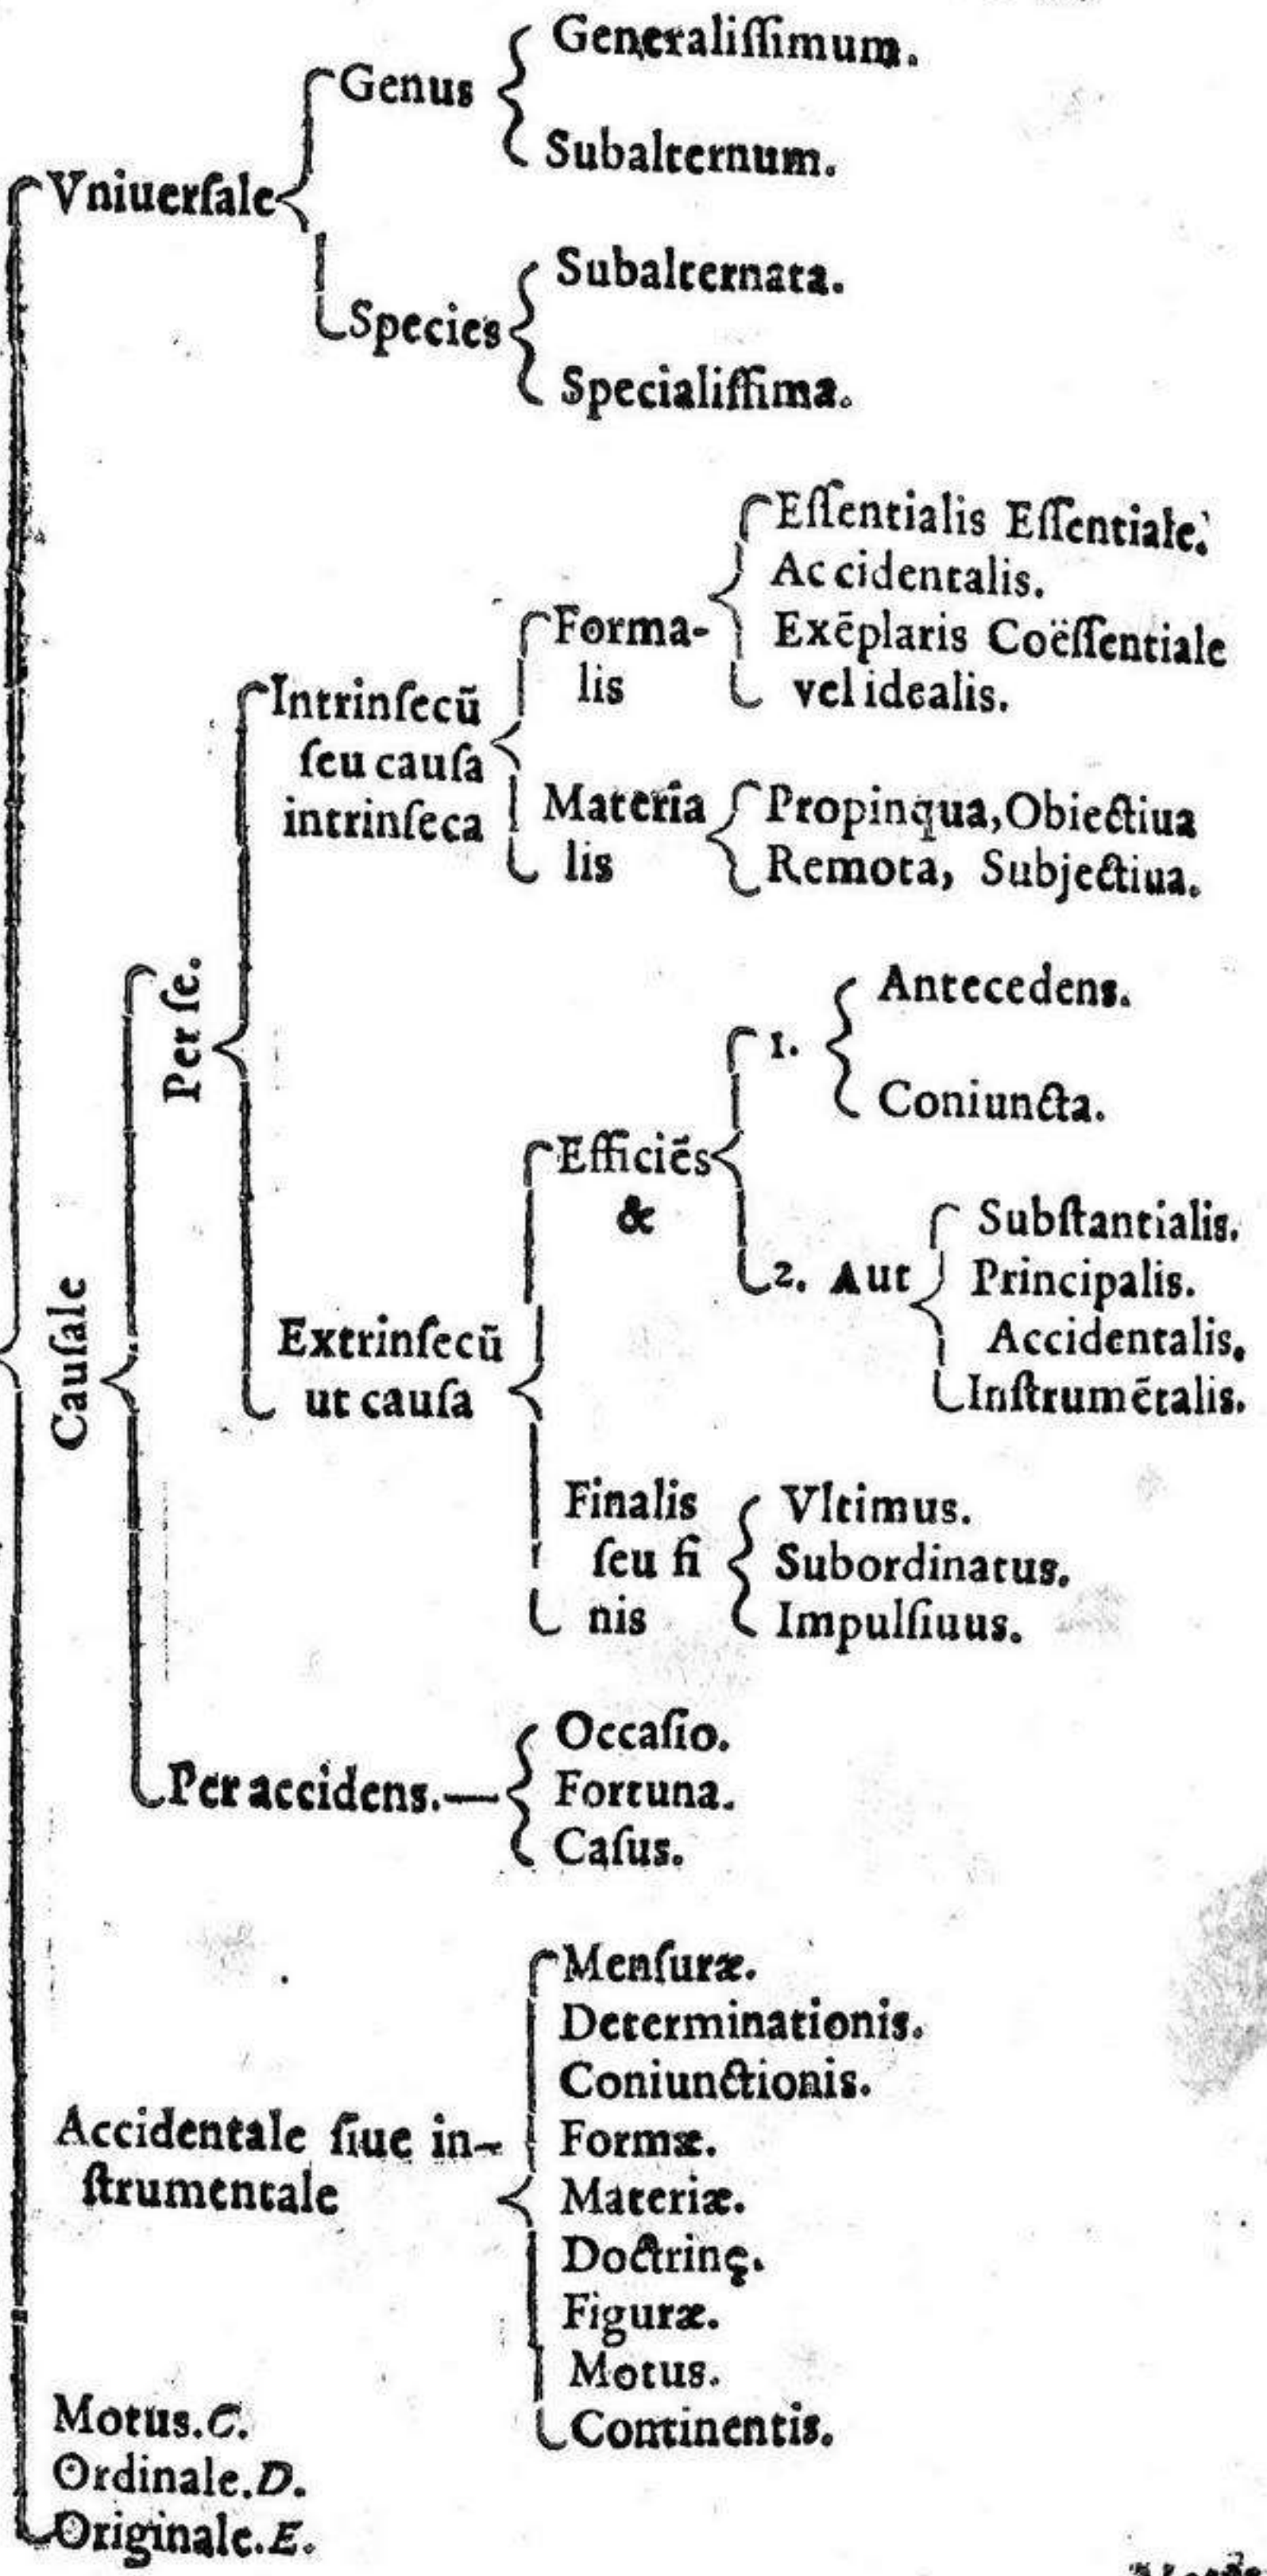 Generaliſſimum.
Genus
Subalternum.
Vniuerſale
Subalternata.
Species
Specialiſſima.
Eſſentialis Eſſentiale.
Accidentalis.
Forma-
lis
Exēplaris Coëſſentiale
vel idealis.
Intrinſecū
ſeu cauſa
intrinſeca
Materia
lis
Propinqua, Obiectiua
Remota, Subjectiua.
Per ſe.
Antecedens.
1.
Coniuncta.
Efficiēs
&
Subſtantialis.
2. Aut
Principalis.
Accidentalis.
Inſtrumētalis.
Cauſale
Extrinſecū
ut cauſa
Finalis
ſeu fi
nis
Vltimus.
Subordinatus.
Impulſiuus.
Occaſio.
Per accidens.—
Fortuna.
Caſus.
Menſuræ.
Determinationis.
Coniunctionis.
Accidentale ſiue in-
ſtrumentale
Formæ.
Materiæ.
Doctrinę.
Figuræ.
Motus.
Continentis.
Motus. C.
Ordinale. D.
Originale. E.